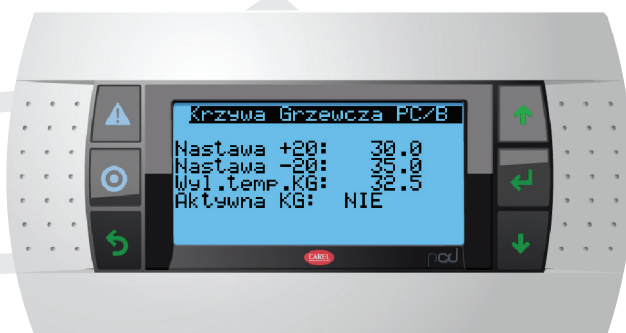 Krzywa Grzewcza PC/B
Nastawa +20: 30.0
Nastawa -20: 35.0
Wyl.temp.KG: 32.5
Aktywna KG: NIE
CAREL
pGD